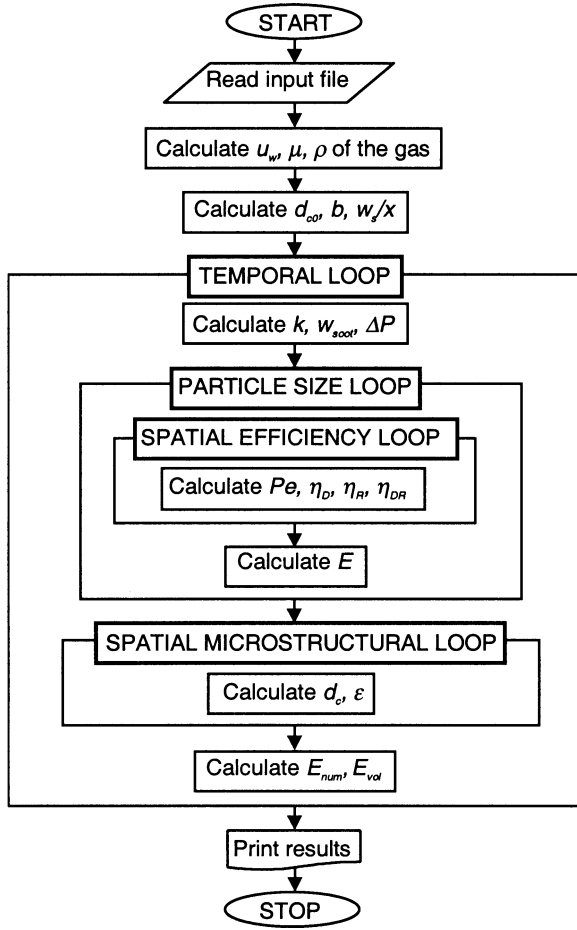 START
Read input file
Calculate u_w, μ, ρ of the gas
Calculate d_c0, b, w_s/x
TEMPORAL LOOP
Calculate k, w_soot, ΔP
PARTICLE SIZE LOOP
SPATIAL EFFICIENCY LOOP
Calculate Pe, η_D, η_R, η_DR
Calculate E
SPATIAL MICROSTRUCTURAL LOOP
Calculate d_c, ε
Calculate E_num, E_vol
Print results
STOP